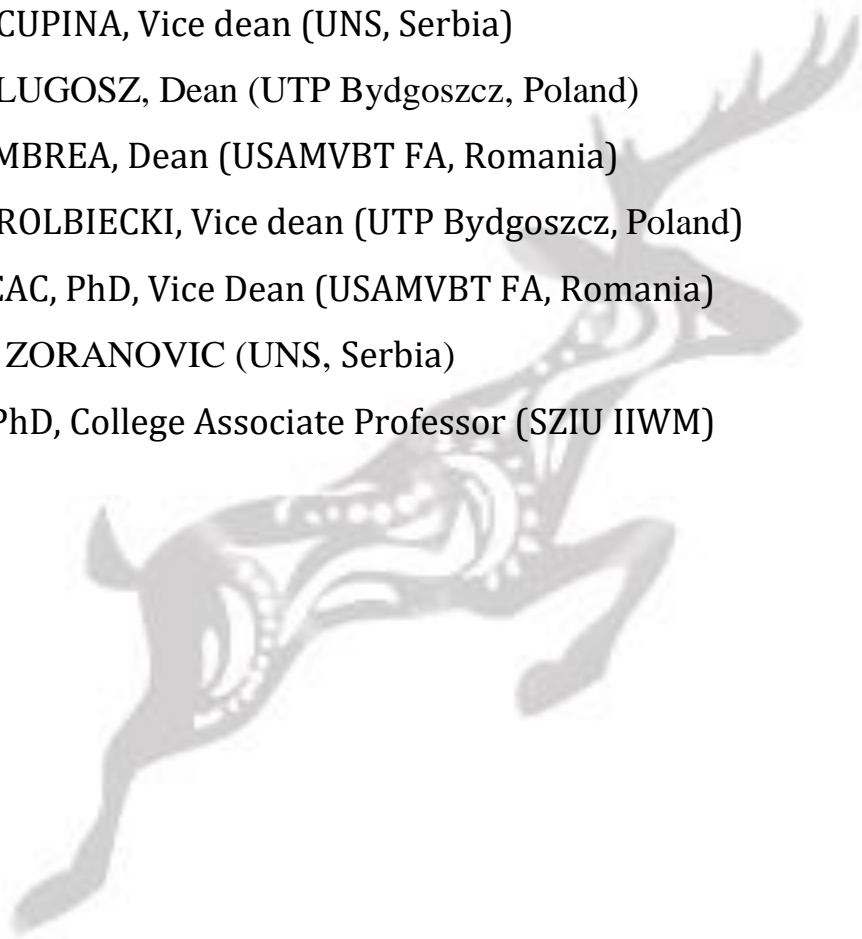 CUPINA, Vice dean (UNS, Serbia)
LUGOSZ, Dean (UTP Bydgoszcz, Poland)
MBREA, Dean (USAMVBT FA, Romania)
ROLBIECKI, Vice dean (UTP Bydgoszcz, Poland)
EAC, PhD, Vice Dean (USAMVBT FA, Romania)
ZORANOVIC (UNS, Serbia)
PhD, College Associate Professor (SZIU IIWM)